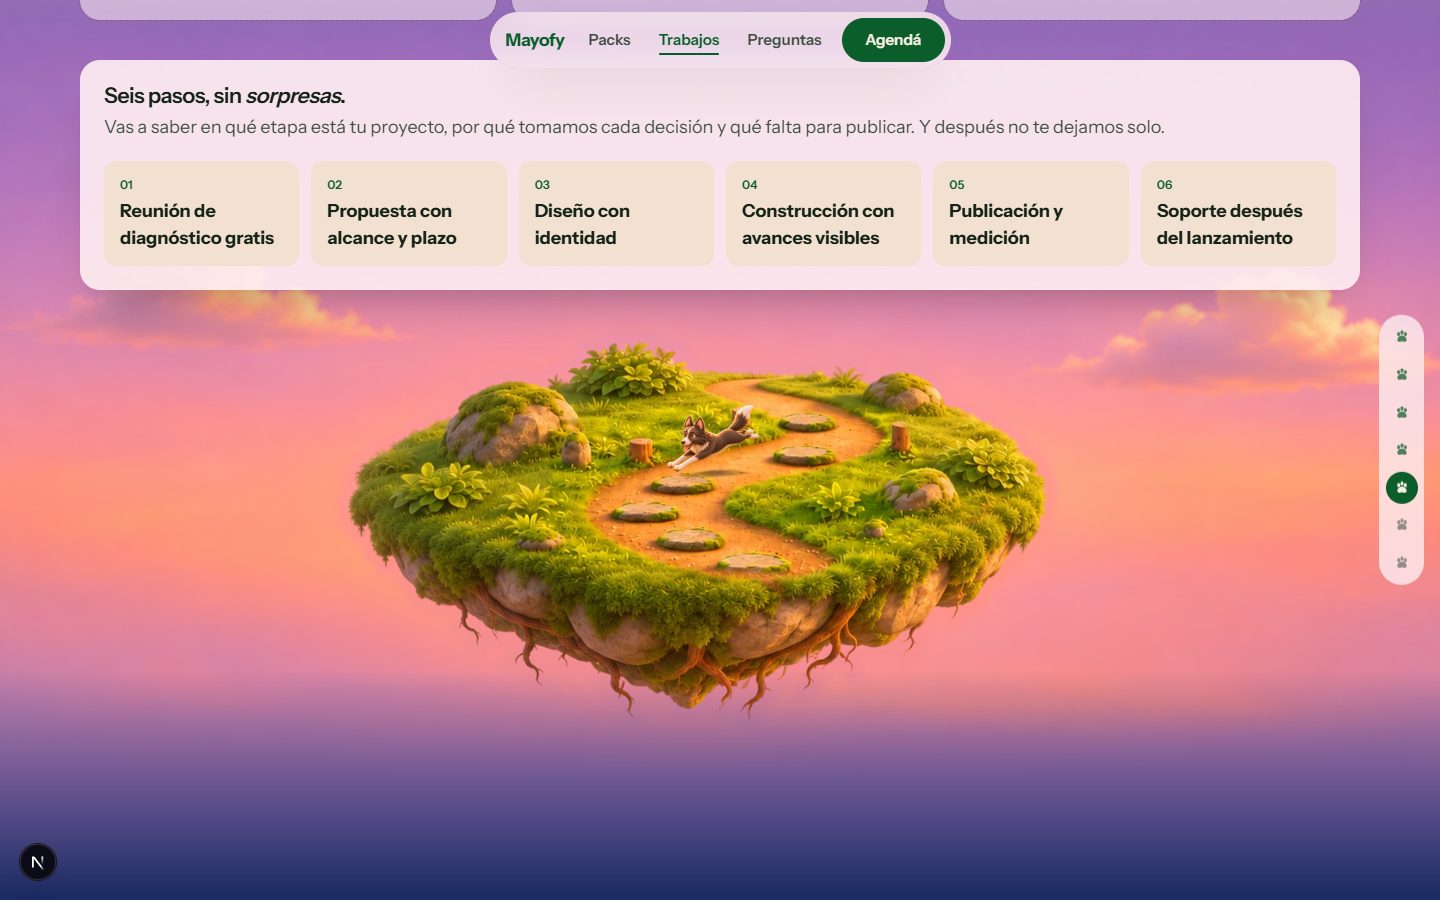 Mayofy Packs Trabajos Preguntas Agendá
Seis pasos, sin sorpresas.
Vas a saber en qué etapa está tu proyecto, por qué tomamos cada decisión y qué falta para publicar. Y después no te dejamos solo.
01
Reunión de
diagnóstico gratis
02
Propuesta con
alcance y plazo
03
Diseño con
identidad
04
Construcción con
avances visibles
05
Publicación y
medición
06
Soporte después
del lanzamiento
N